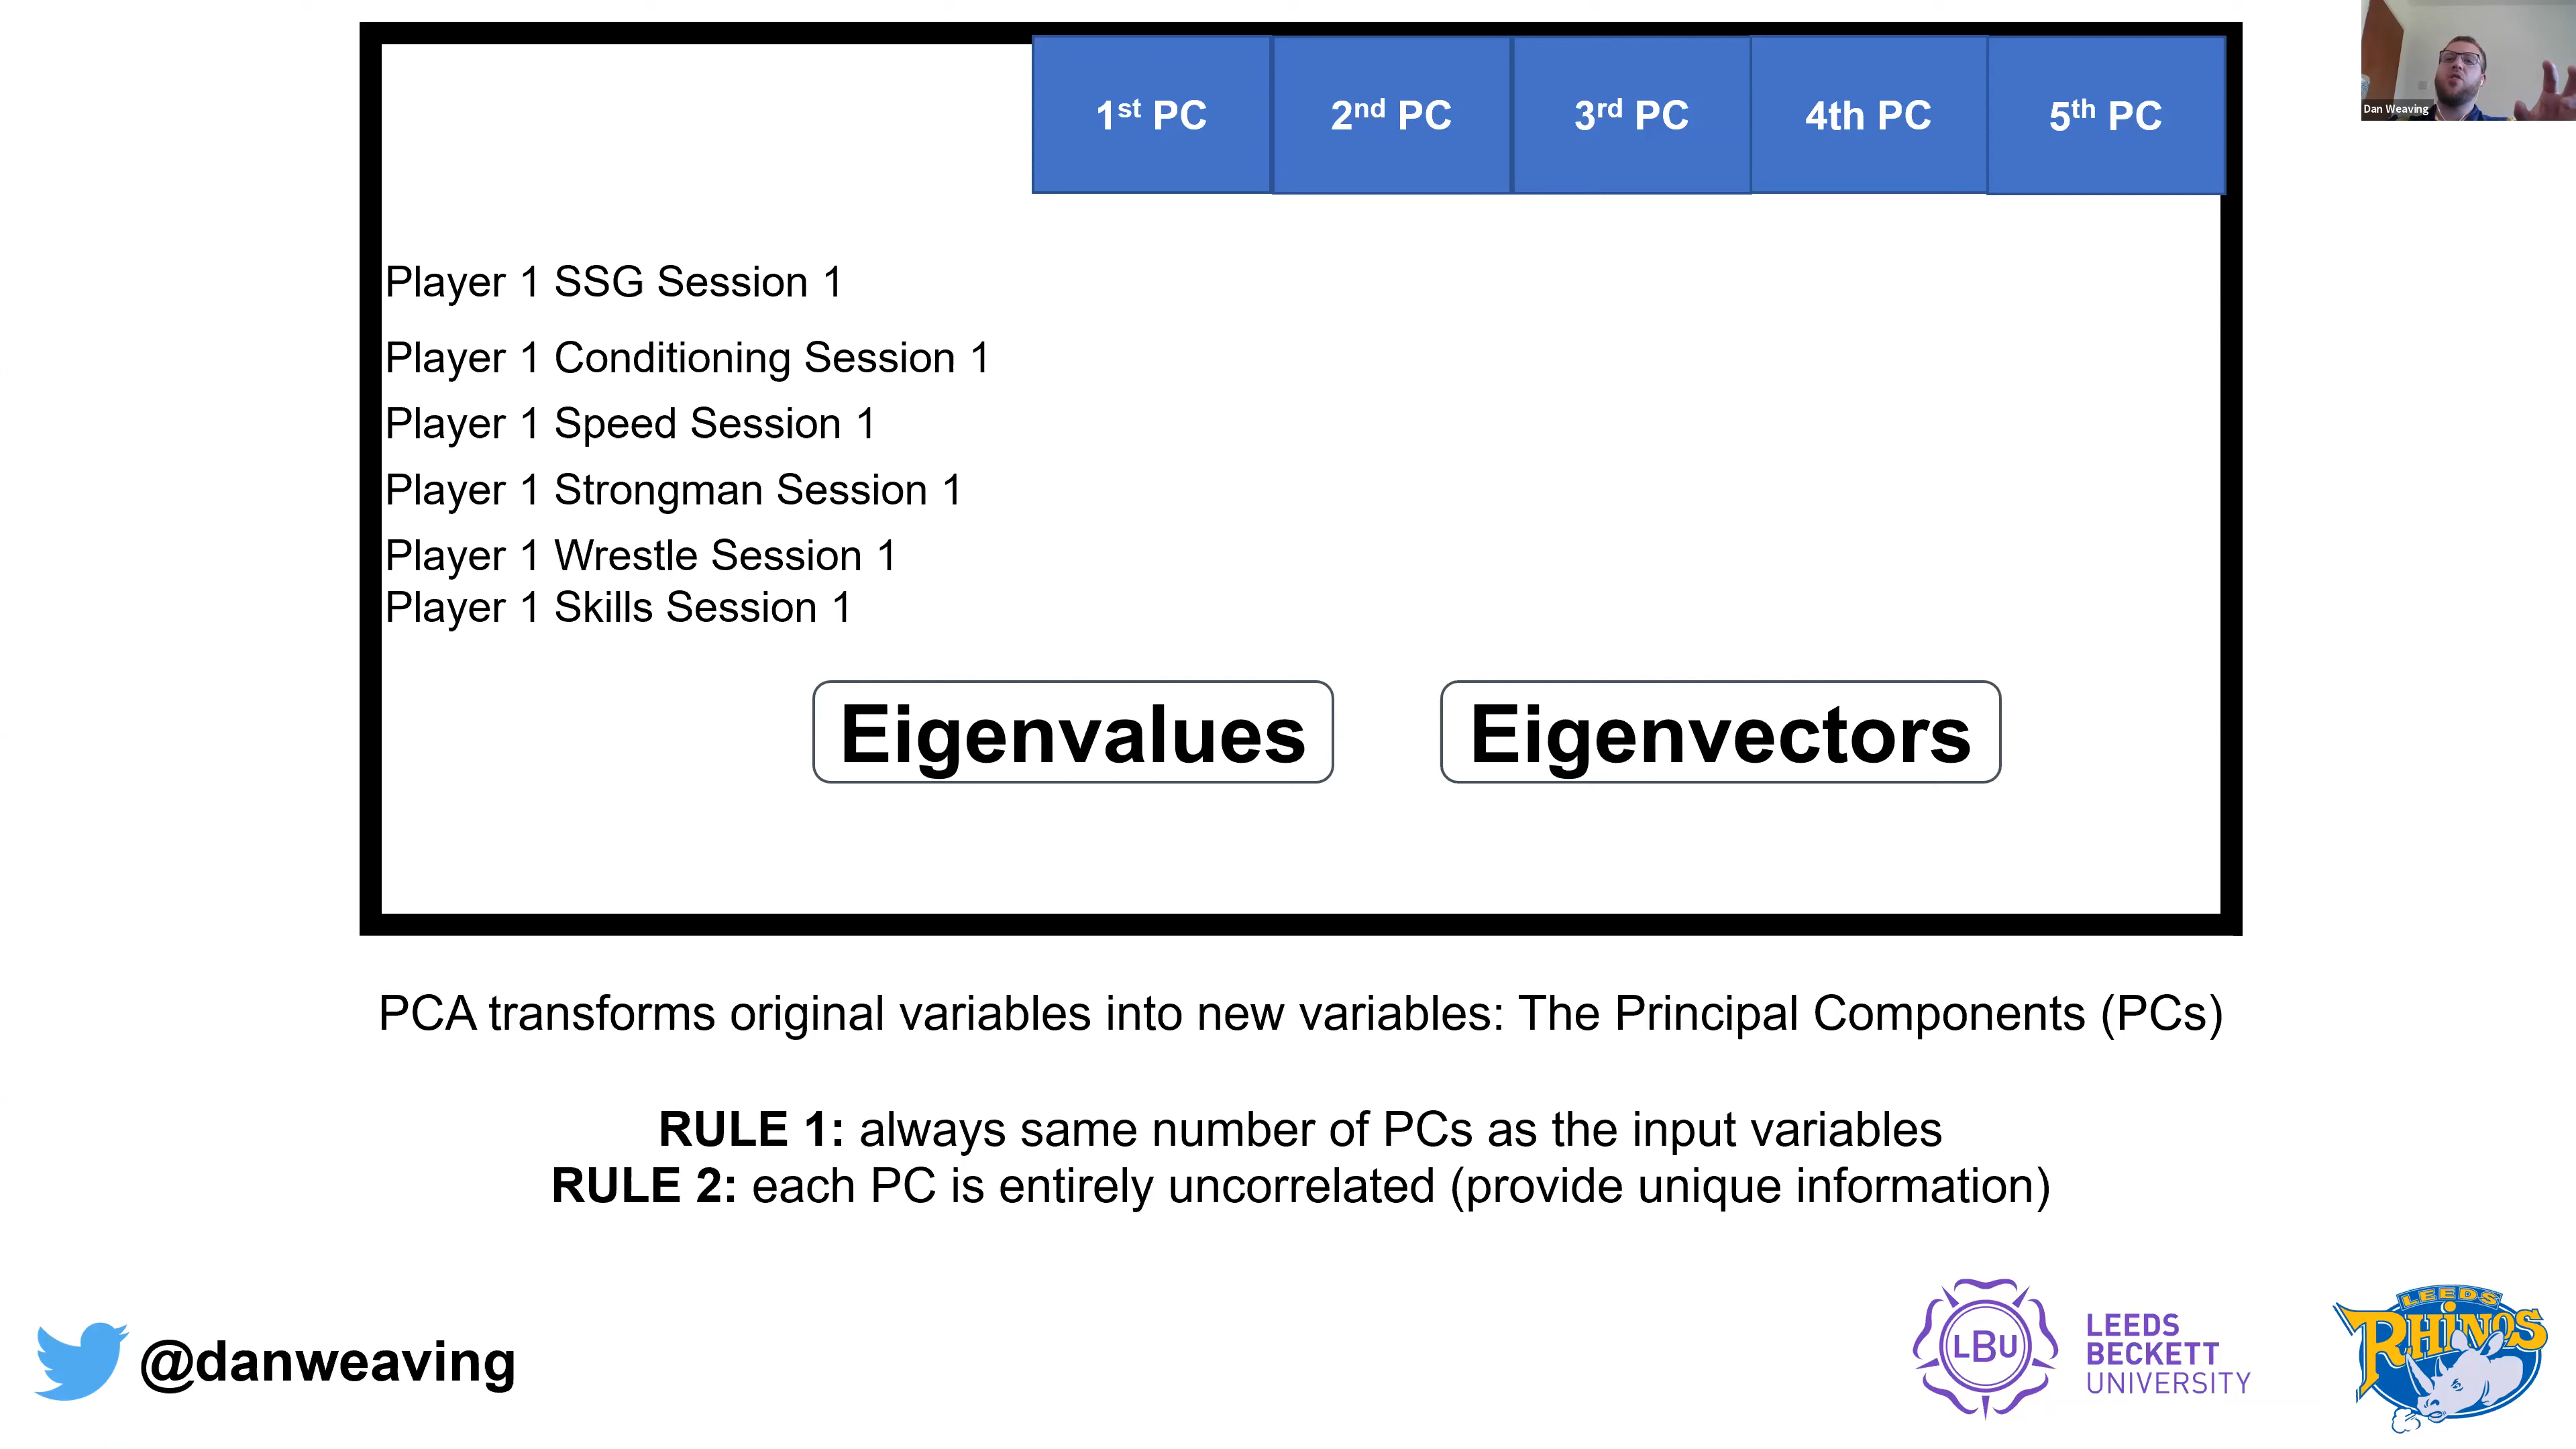 1st PC 2nd PC 3rd PC 4th PC 5th PC
Dan Weaving
Player 1 SSG Session 1
Player 1 Conditioning Session 1
Player 1 Speed Session 1
Player 1 Strongman Session 1
Player 1 Wrestle Session 1
Player 1 Skills Session 1
Eigenvalues Eigenvectors
PCA transforms original variables into new variables: The Principal Components (PCs)
RULE 1: always same number of PCs as the input variables
RULE 2: each PC is entirely uncorrelated (provide unique information)
@danweaving
LBU
LEEDS
BECKETT
UNIVERSITY
LEEDS
RHINOS